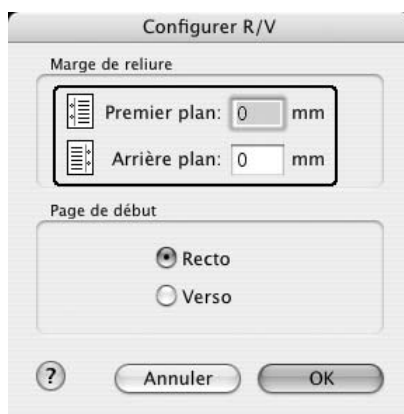 Configurer R/V
Marge de reliure
Premier plan: 0 mm
Arrière plan: 0 mm
Page de début
Recto
Verso
? Annuler OK